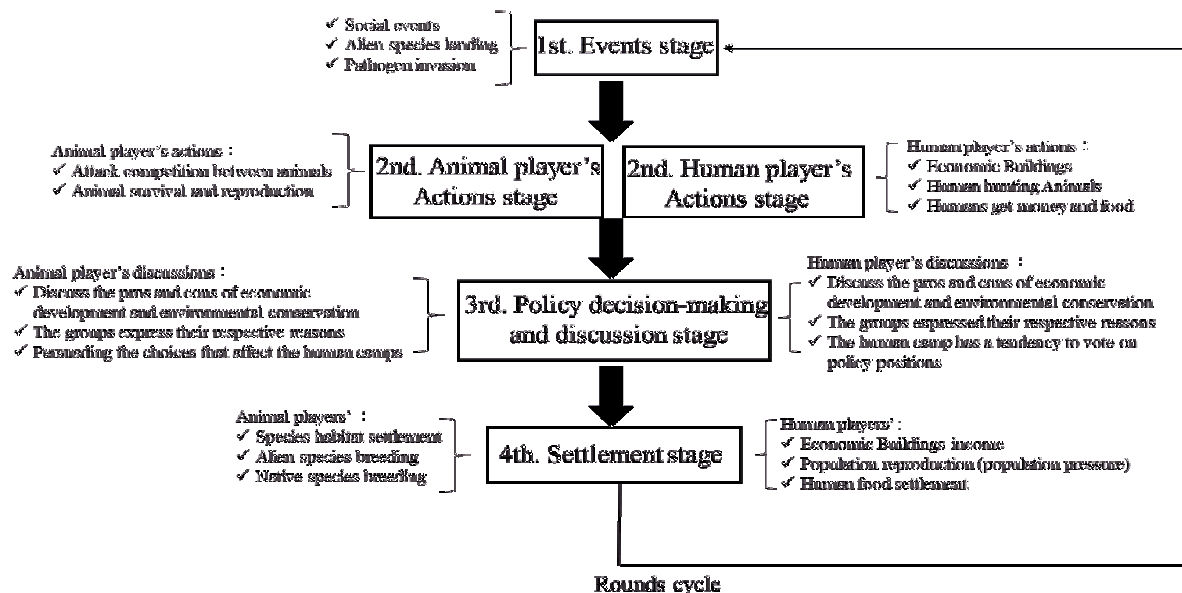 ✓ Social events
✓ Alien species landing
✓ Pathogen invasion
1st. Events stage
Animal player's actions :
✓ Attack competition between animals
✓ Animal survival and reproduction
2nd. Animal player's
Actions stage
2nd. Human player's
Actions stage
Human player's actions :
✓ Economic Buildings
✓ Human hunting Animals
✓ Humans get money and food
Animal player's discussions :
✓ Discuss the pros and cons of economic
development and environmental conservation
✓ The groups express their respective reasons
✓ Persuading the choices that affect the human camps
3rd. Policy decision-making
and discussion stage
Human player's discussions :
✓ Discuss the pros and cons of economic
development and environmental conservation
✓ The groups expressed their respective reasons
✓ The human camp has a tendency to vote on
policy positions
Animal players' :
✓ Species habitat settlement
✓ Alien species breeding
✓ Native species breeding
4th. Settlement stage
Human players' :
✓ Economic Buildings income
✓ Population reproduction (population pressure)
✓ Human food settlement
Rounds cycle